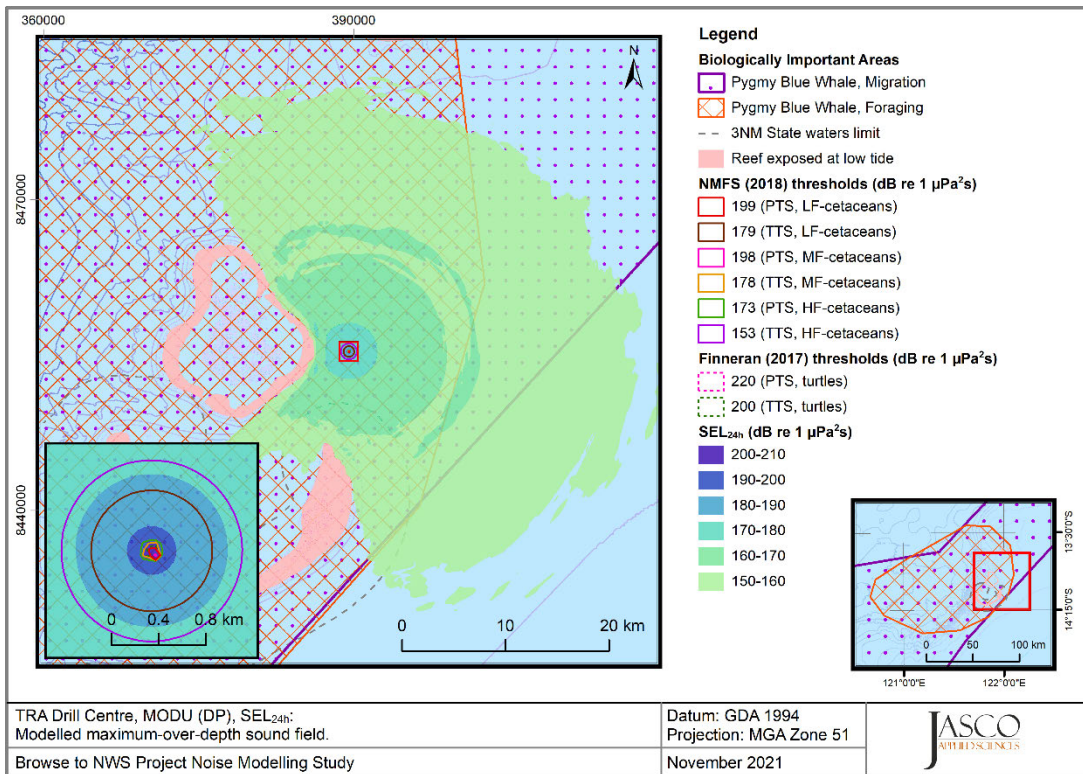 360000
390000
8470000
8440000
N
0 0.4 0.8 km
0 10 20 km
Legend
Biologically Important Areas
Pygmy Blue Whale, Migration
Pygmy Blue Whale, Foraging
3NM State waters limit
Reef exposed at low tide
NMFS (2018) thresholds (dB re 1 µPa²s)
199 (PTS, LF-cetaceans)
179 (TTS, LF-cetaceans)
198 (PTS, MF-cetaceans)
178 (TTS, MF-cetaceans)
173 (PTS, HF-cetaceans)
153 (TTS, HF-cetaceans)
Finneran (2017) thresholds (dB re 1 µPa²s)
220 (PTS, turtles)
200 (TTS, turtles)
SEL24h (dB re 1 µPa²s)
200-210
190-200
180-190
170-180
160-170
150-160
13°30'0"S
14°15'0"S
0 50 100 km
121°0'0"E
122°0'0"E
TRA Drill Centre, MODU (DP), SEL24h:
Modelled maximum-over-depth sound field.
Browse to NWS Project Noise Modelling Study
Datum: GDA 1994
Projection: MGA Zone 51
November 2021
JASCO
APPLIED SCIENCES